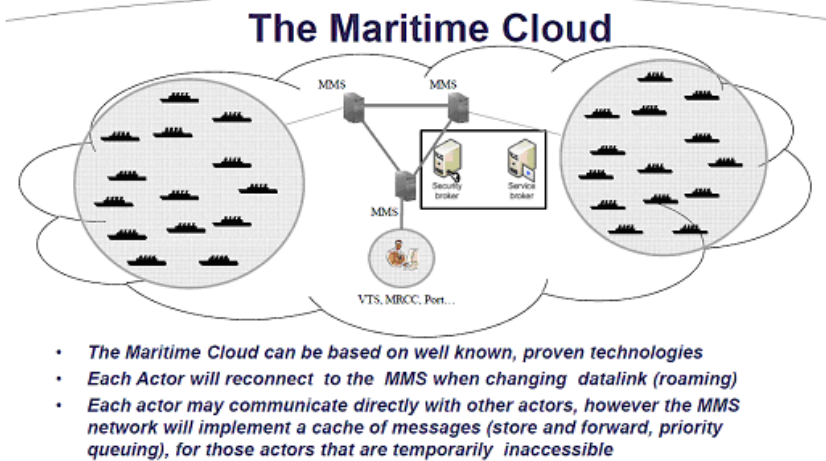 The Maritime Cloud
MMS
MMS
Security
broker
Service
broker
MMS
VTS, MRCC, Port...
• The Maritime Cloud can be based on well known, proven technologies
• Each Actor will reconnect to the MMS when changing datalink (roaming)
• Each actor may communicate directly with other actors, however the MMS
network will implement a cache of messages (store and forward, priority
queuing), for those actors that are temporarily inaccessible